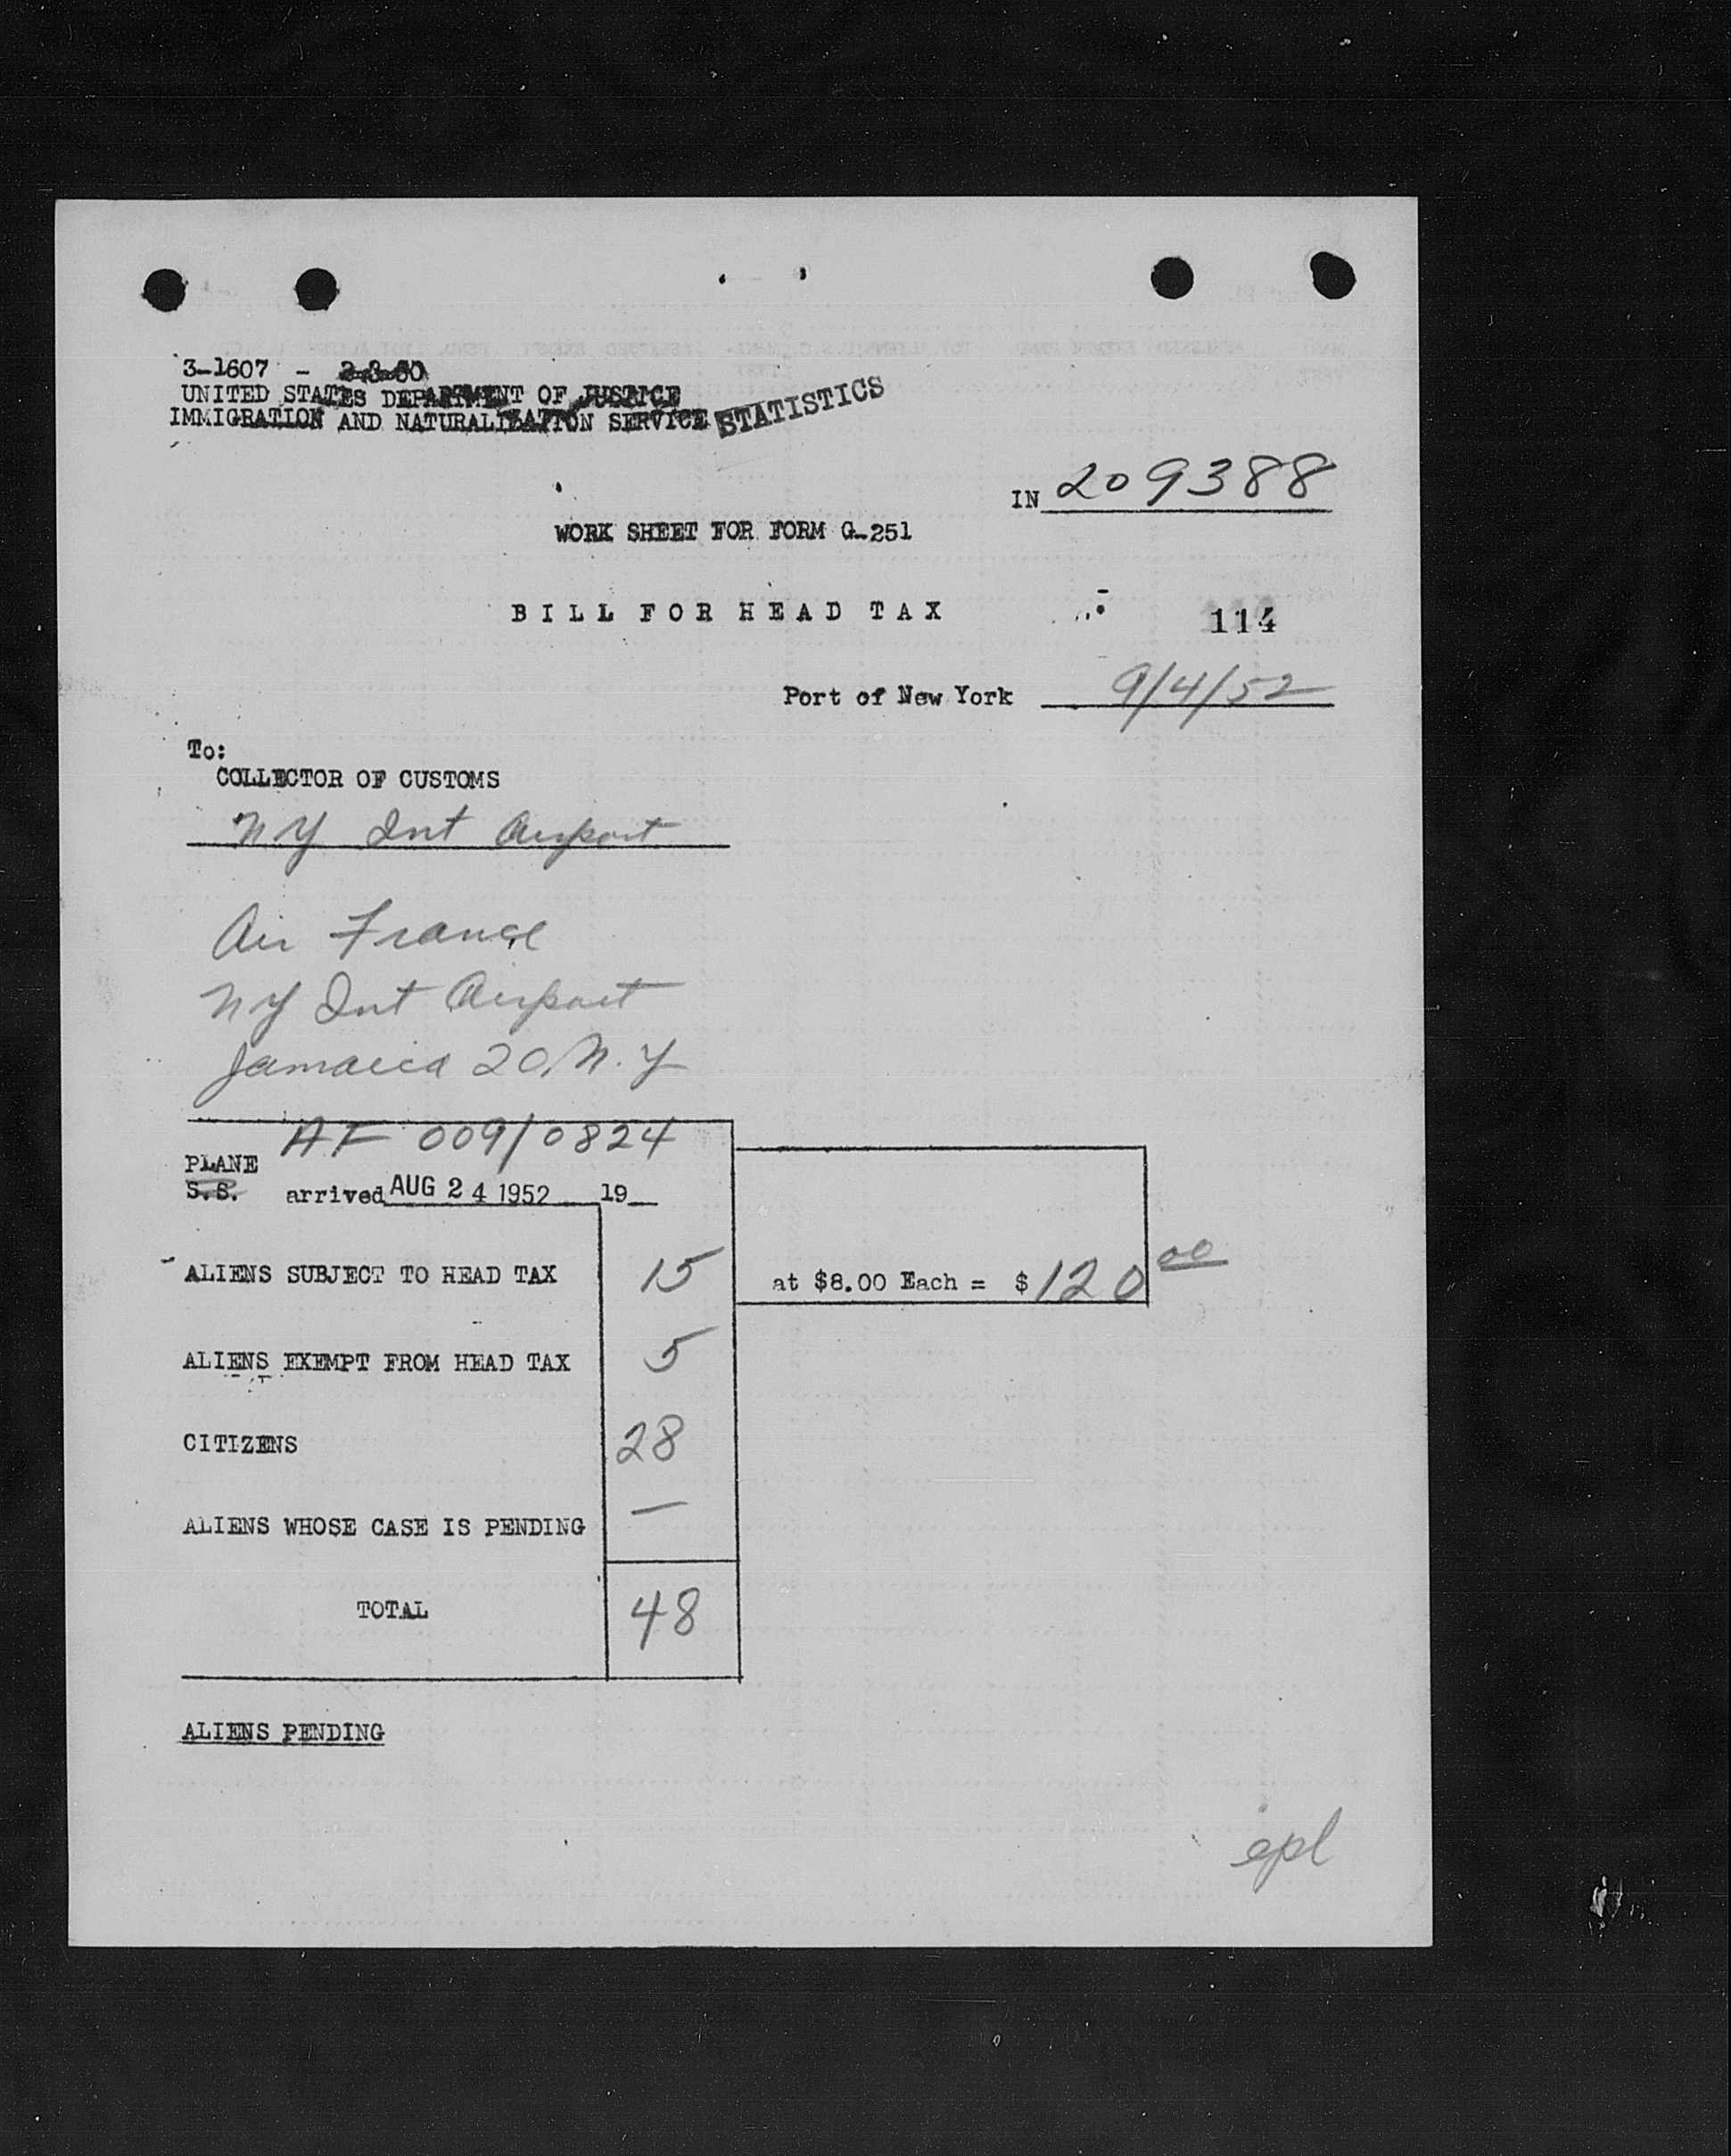 3-1607 - 2-3-50
UNITED STATES DEPARTMENT OF JUSTICE
IMMIGRATION AND NATURALIZATION SERVICE STATISTICS
IN 209388
WORK SHEET FOR FORM G-251
BILL FOR HEAD TAX
114
Port of New York 9/4/52
To:
COLLECTOR OF CUSTOMS
NY Int Airport
Air France
NY Int Airport
Jamaica 20, N.Y
AF 009/0824
PLANE
S.S. arrived AUG 24 1952 19
ALIENS SUBJECT TO HEAD TAX 15 at $8.00 Each = $120 00
ALIENS EXEMPT FROM HEAD TAX 5
CITIZENS 28
ALIENS WHOSE CASE IS PENDING —
TOTAL 48
ALIENS PENDING
epl